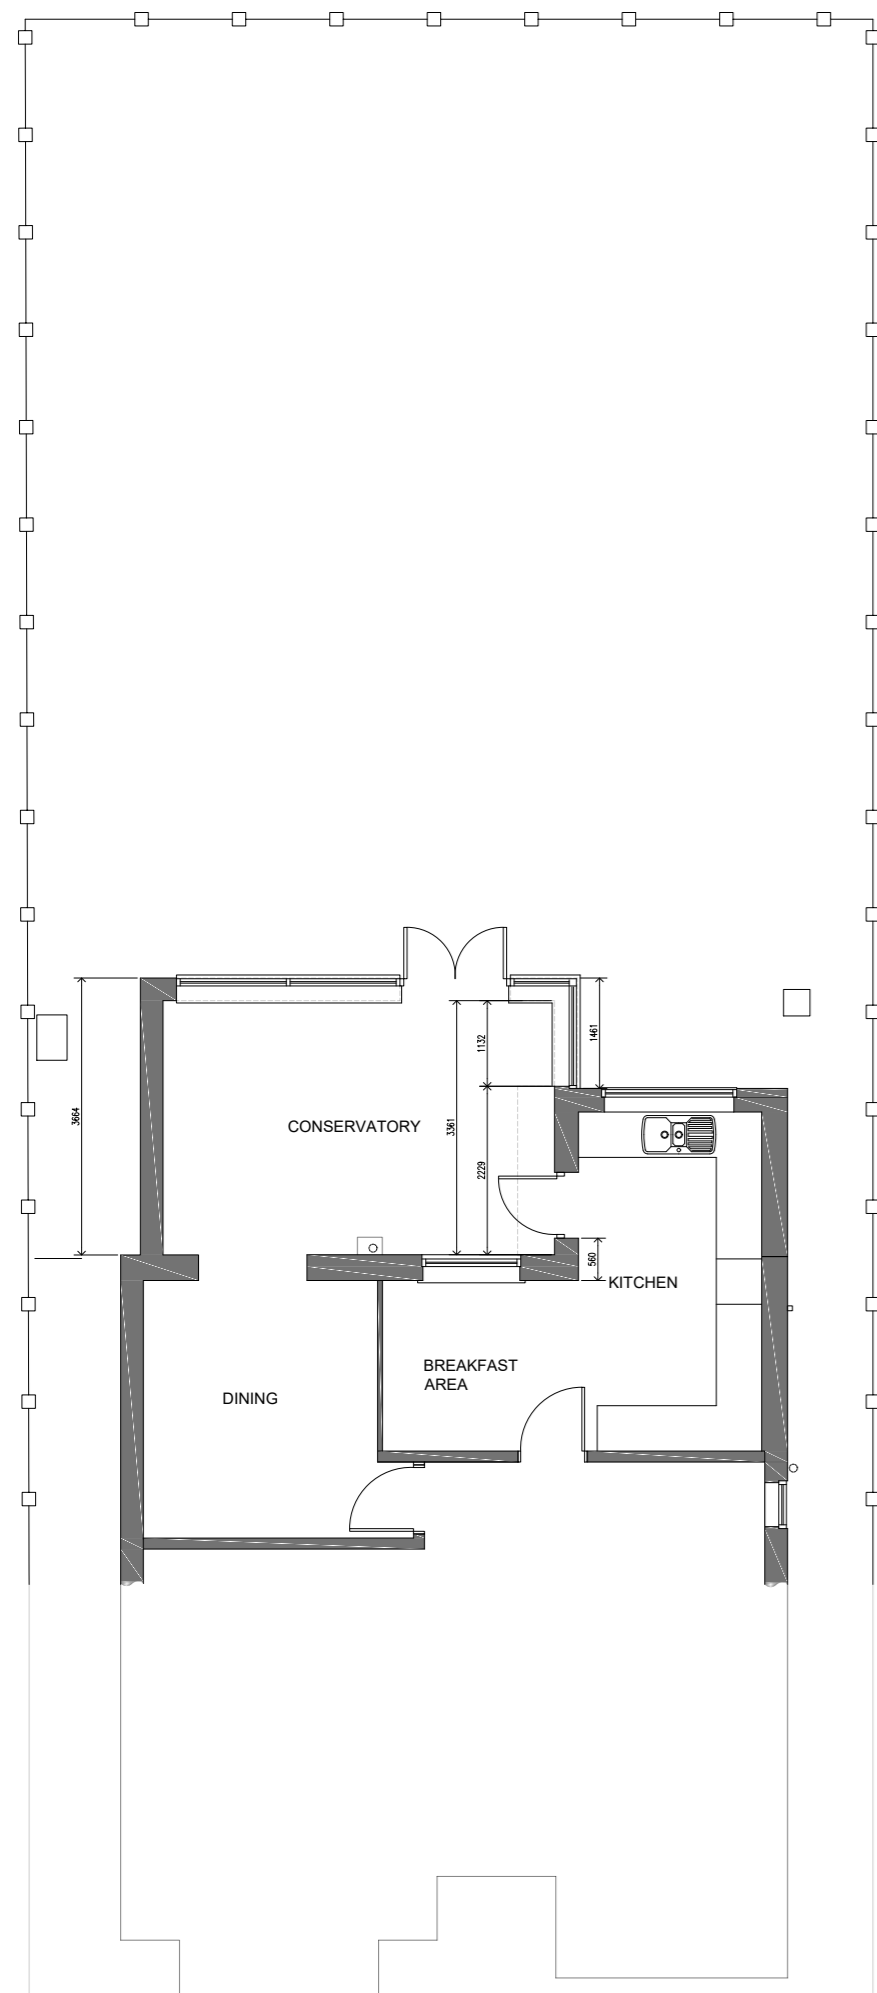 1461
1132
3664
3361
CONSERVATORY
2229
560
KITCHEN
BREAKFAST
AREA
DINING